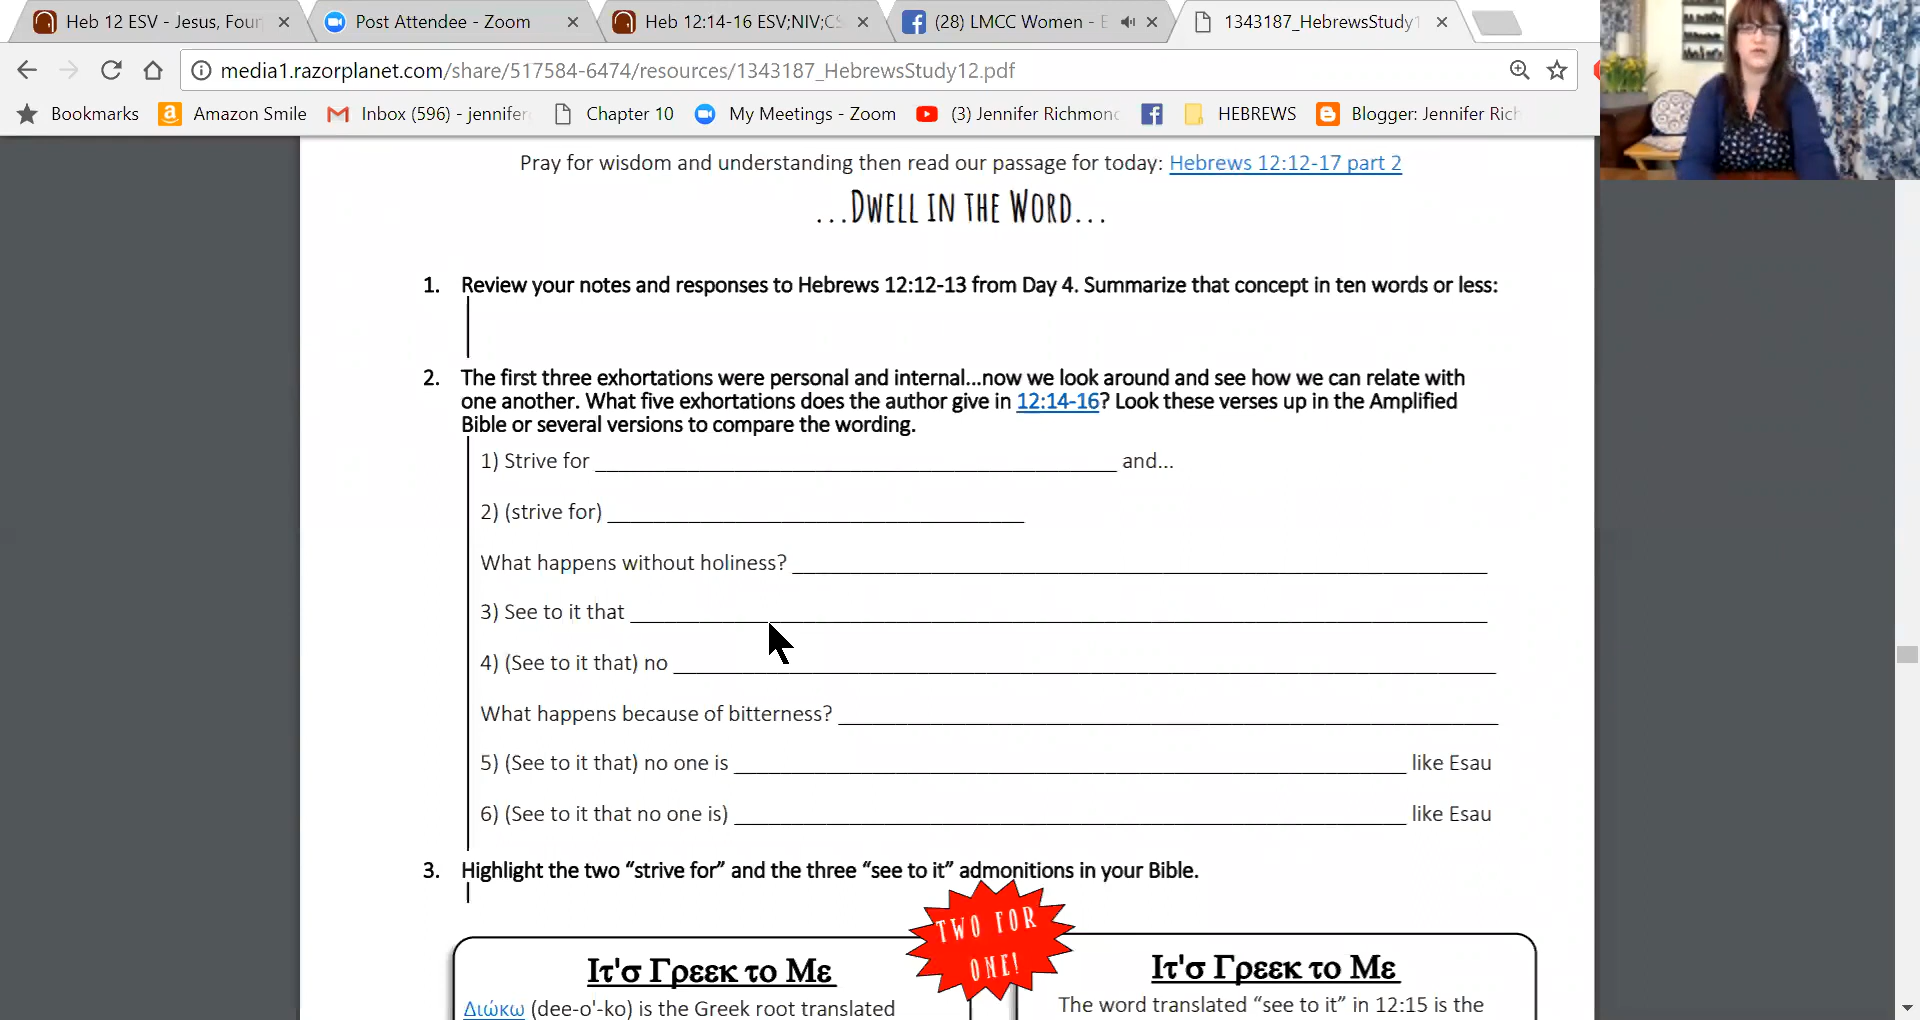 Heb 12 ESV - Jesus, Foun
Post Attendee - Zoom
Heb 12:14-16 ESV;NIV;CS
(28) LMCC Women - E
1343187_HebrewsStudy1
media1.razorplanet.com/share/517584-6474/resources/1343187_HebrewsStudy12.pdf
Bookmarks
Amazon Smile
Inbox (596) - jennifer
Chapter 10
My Meetings - Zoom
(3) Jennifer Richmond
HEBREWS
Blogger: Jennifer Rich
Pray for wisdom and understanding then read our passage for today: Hebrews 12:12-17 part 2
...Dwell in the Word...
1. Review your notes and responses to Hebrews 12:12-13 from Day 4. Summarize that concept in ten words or less:
2. The first three exhortations were personal and internal...now we look around and see how we can relate with
one another. What five exhortations does the author give in 12:14-16? Look these verses up in the Amplified
Bible or several versions to compare the wording.
1) Strive for ____ and...
2) (strive for) ____
What happens without holiness? ____
3) See to it that ____
4) (See to it that) no ____
What happens because of bitterness? ____
5) (See to it that) no one is ____ like Esau
6) (See to it that no one is) ____ like Esau
3. Highlight the two “strive for” and the three “see to it” admonitions in your Bible.
TWO FOR
ONE!
Ιτ'σ Γρεεκ το Με
Διώκω (dee-o'-ko) is the Greek root translated
Ιτ'σ Γρεεκ το Με
The word translated “see to it” in 12:15 is the